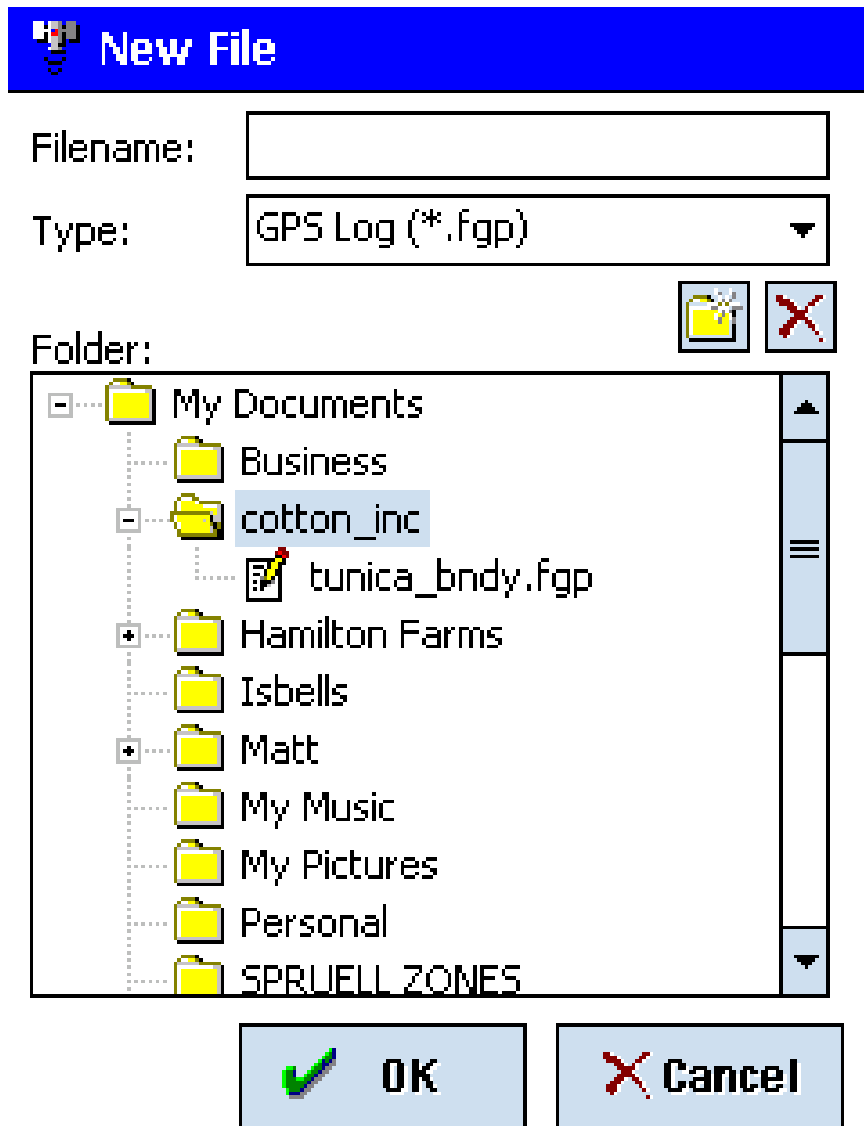 New File
Filename:
Type: GPS Log (*.fgp)
Folder:
My Documents
Business
cotton_inc
tunica_bndy.fgp
Hamilton Farms
Isbells
Matt
My Music
My Pictures
Personal
SPRUELL ZONES
OK Cancel